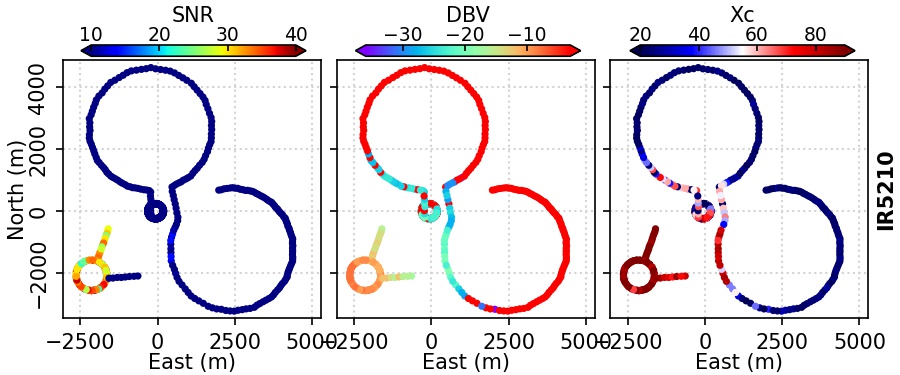 SNR DBV Xc
10 20 30 40 −30 −20 −10 20 40 60 80
4000
2000
0
−2000
North (m)
−2500 0 2500 5000 −2500 0 2500 5000 −2500 0 2500 5000
East (m) East (m) East (m)
IR5210